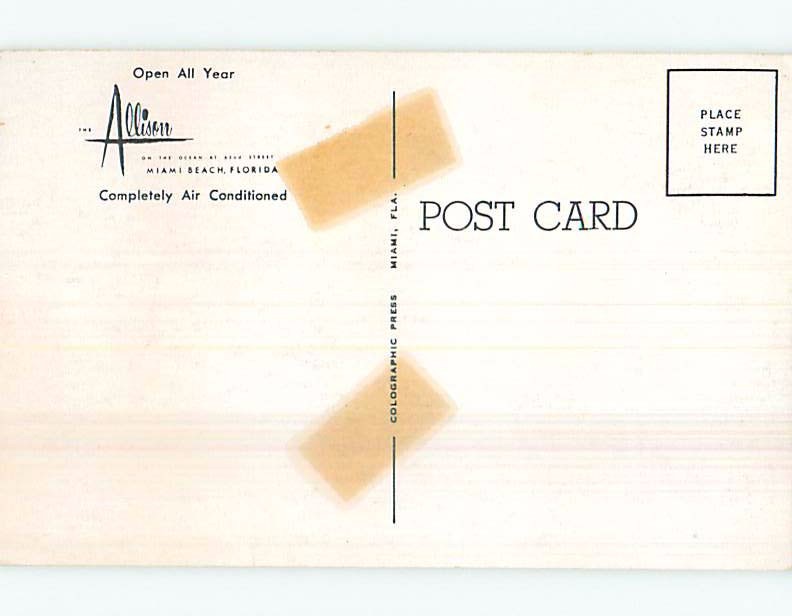 Open All Year
THE Allison
ON THE OCEAN AT 62ND STREET
MIAMI BEACH, FLORIDA
Completely Air Conditioned
PLACE
STAMP
HERE
POST CARD
COLOGRAPHIC PRESS MIAMI, FLA.